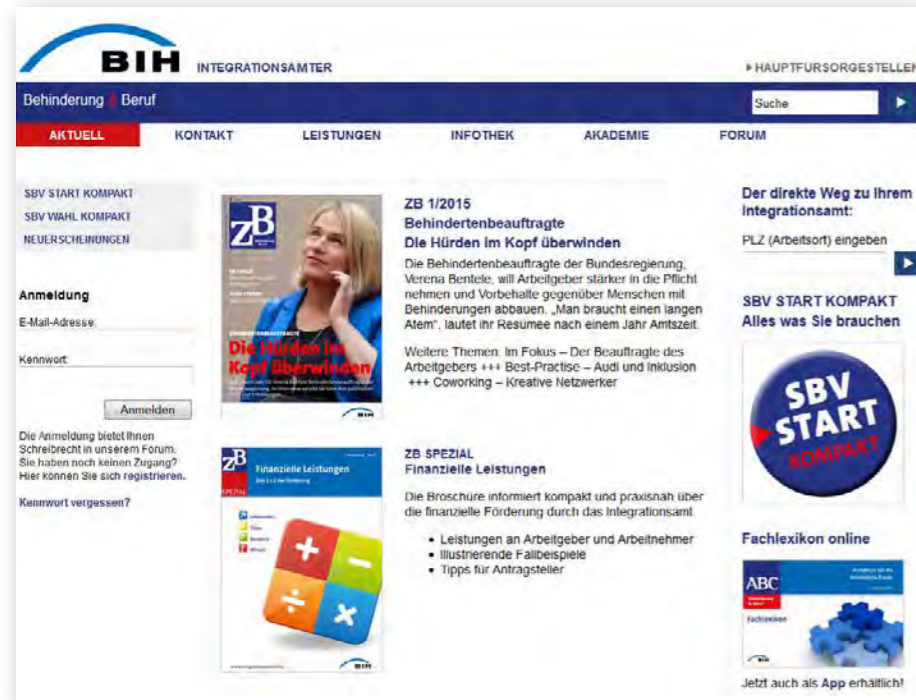 BIH INTEGRATIONSÄMTER
HAUPTFÜRSORGESTELLEN
Behinderung Beruf
Suche
AKTUELL KONTAKT LEISTUNGEN INFOTHEK AKADEMIE FORUM
SBV START KOMPAKT
SBV WAHL KOMPAKT
NEUERSCHEINUNGEN
Anmeldung
E-Mail-Adresse:
Kennwort:
Anmelden
Die Anmeldung bietet Ihnen
Schreibrecht in unserem Forum.
Sie haben noch keinen Zugang?
Hier können Sie sich registrieren.
Kennwort vergessen?
ZB
BEHINDERTENBEAUFTRAGTE
Die Hürden im
Kopf überwinden
BIH
ZB 1/2015
Behindertenbeauftragte
Die Hürden im Kopf überwinden
Die Behindertenbeauftragte der Bundesregierung,
Verena Bentele, will Arbeitgeber stärker in die Pflicht
nehmen und Vorbehalte gegenüber Menschen mit
Behinderungen abbauen. „Man braucht einen langen
Atem“, lautet ihr Resümee nach einem Jahr Amtszeit.
Weitere Themen: Im Fokus – Der Beauftragte des
Arbeitgebers +++ Best-Practise – Audi und Inklusion
+++ Coworking – Kreative Netzwerker
ZB
SPEZIAL
Finanzielle Leistungen
BIH
ZB SPEZIAL
Finanzielle Leistungen
Die Broschüre informiert kompakt und praxisnah über
die finanzielle Förderung durch das Integrationsamt.
• Leistungen an Arbeitgeber und Arbeitnehmer
• Illustrierende Fallbeispiele
• Tipps für Antragsteller
Der direkte Weg zu Ihrem
Integrationsamt:
PLZ (Arbeitsort) eingeben
SBV START KOMPAKT
Alles was Sie brauchen
SBV
START
KOMPAKT
Fachlexikon online
ABC
Fachlexikon
BIH
Jetzt auch als App erhältlich!